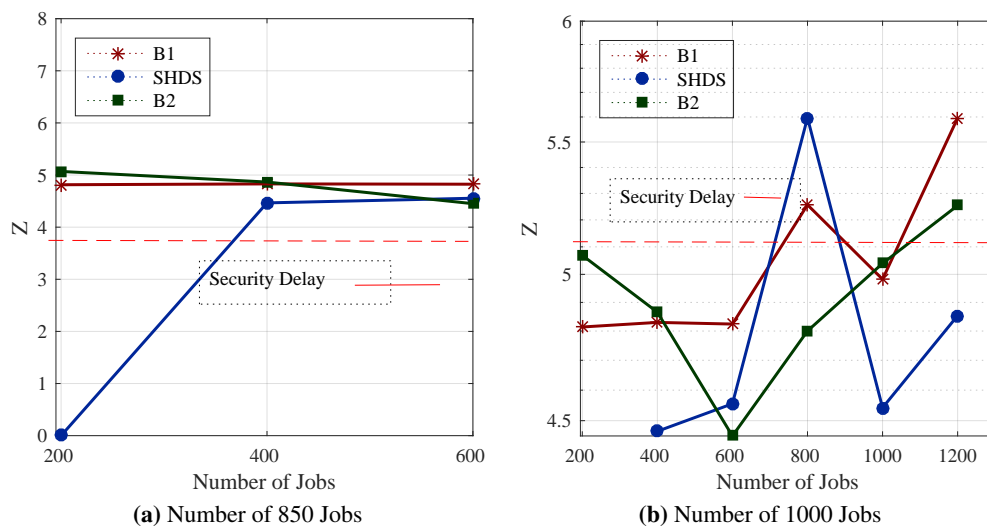 8
7
6
5
4
3
2
1
0
Z
B1
SHDS
B2
Security Delay
200
400
600
Number of Jobs
(a) Number of 850 Jobs
6
5.5
5
4.5
Z
B1
SHDS
B2
Security Delay
200
400
600
800
1000
1200
Number of Jobs
(b) Number of 1000 Jobs